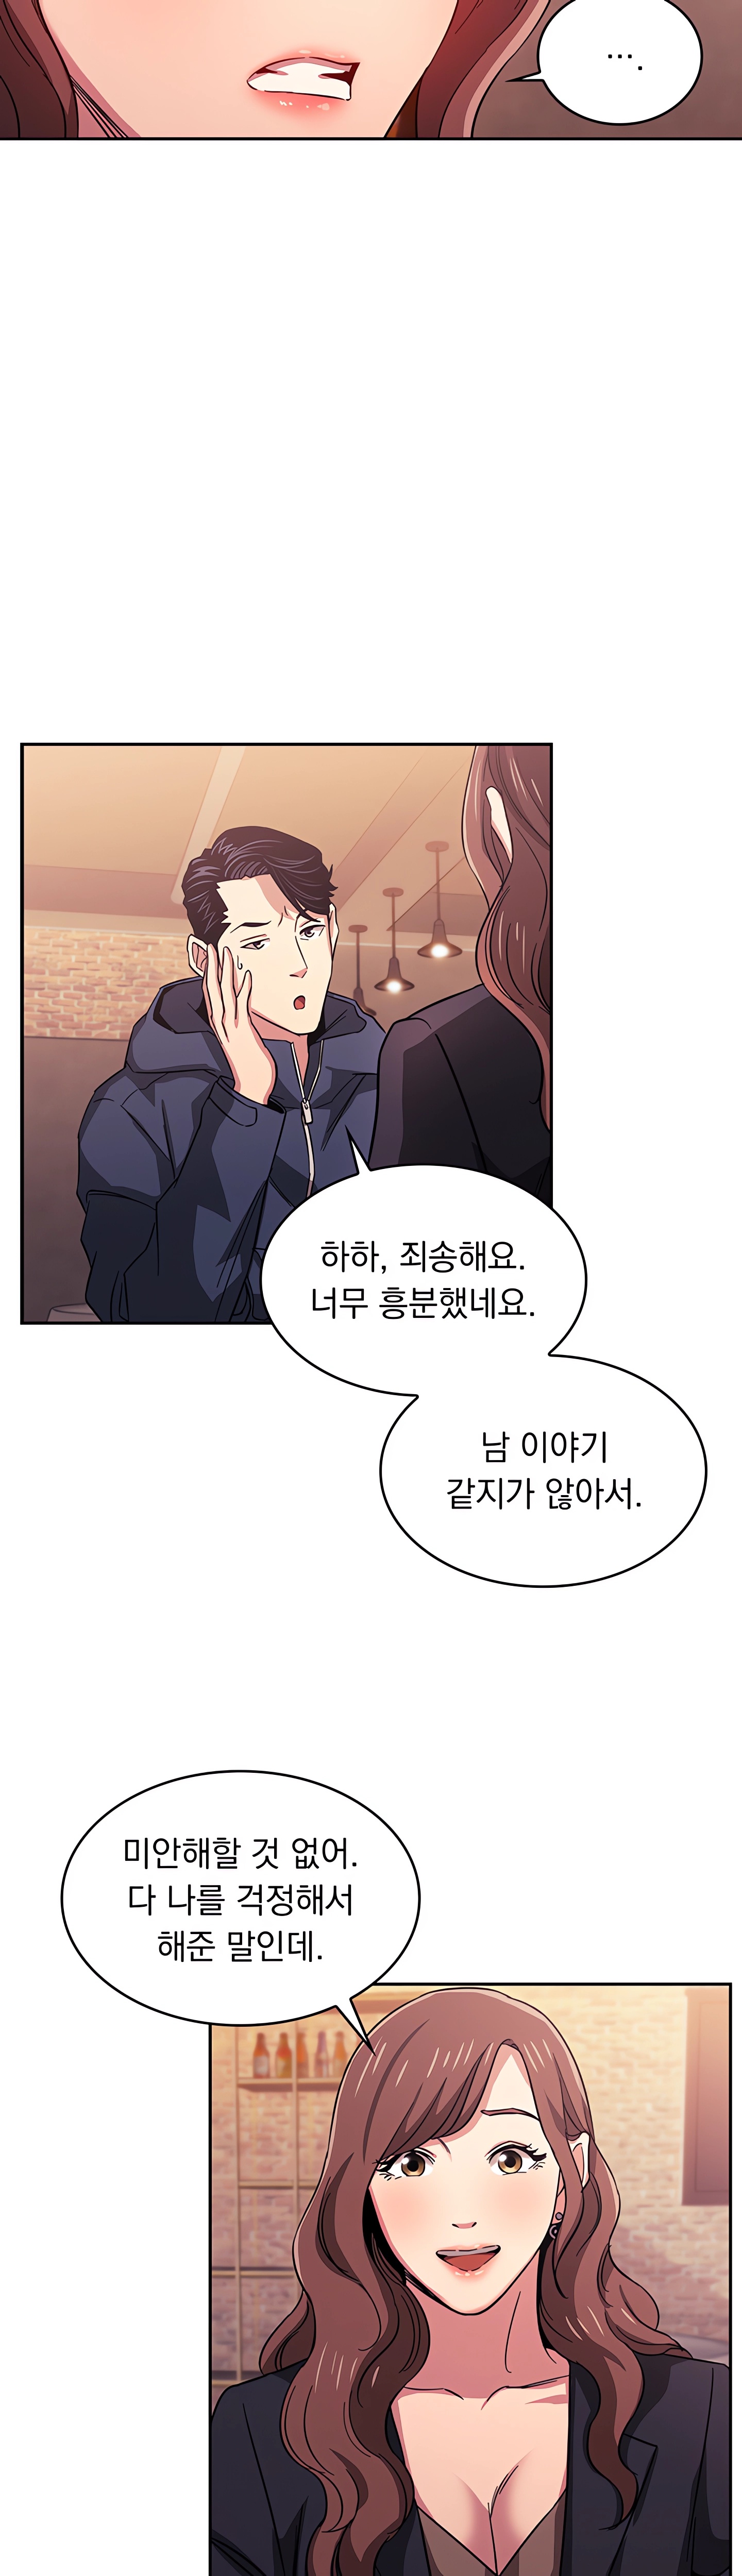 ….
하하, 죄송해요.
너무 흥분했네요.
남 이야기
같지가 않아서.
미안해할 것 없어.
다 나를 걱정해서
해준 말인데.